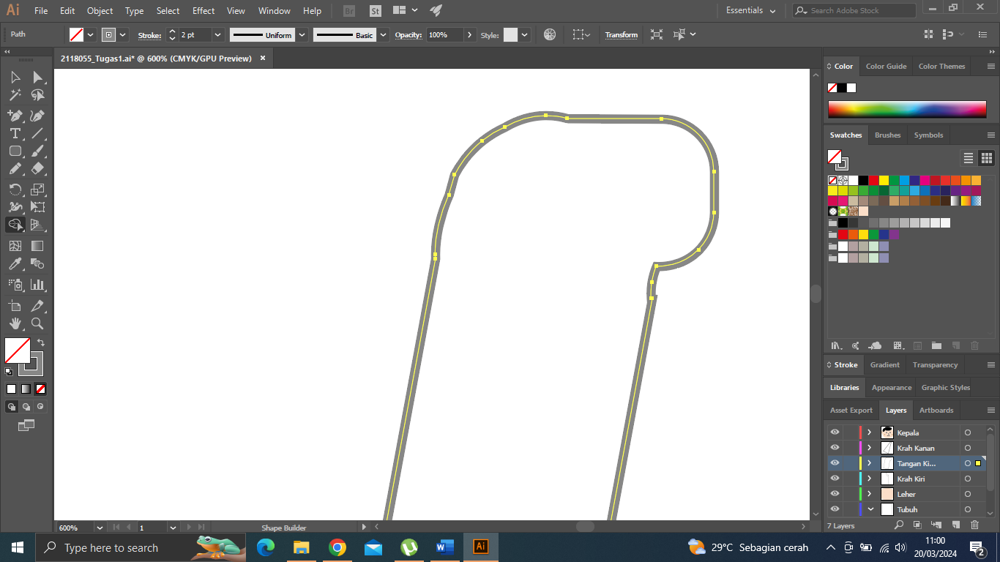 Ai File Edit Object Type Select Effect View Window Help Br St Essentials Search Adobe Stock
Path Stroke: 2 pt Uniform Basic Opacity: 100% Style: Transform
2118055_Tugas1.ai* @ 600% (CMYK/GPU Preview)
Color Color Guide Color Themes
Swatches Brushes Symbols
Stroke Gradient Transparency
Libraries Appearance Graphic Styles
Asset Export Layers Artboards
Kepala
Krah Kanan
Tangan Ki...
Krah Kiri
Leher
Tubuh
600% 1 Shape Builder 7 Layers
Type here to search Ai 29°C Sebagian cerah 11:00
20/03/2024 2